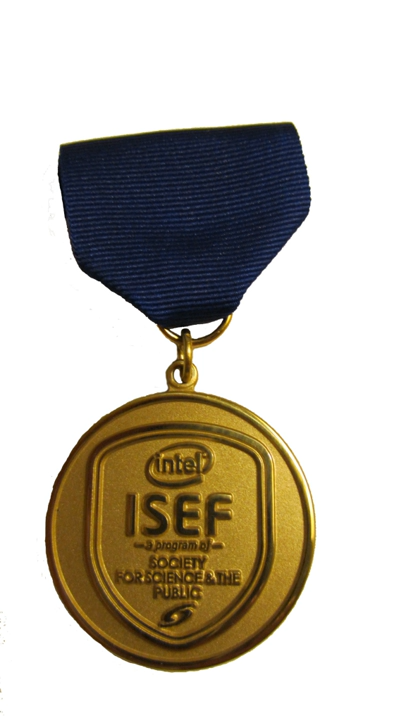 intel
ISEF
—a program of—
SOCIETY
FOR SCIENCE & THE
PUBLIC